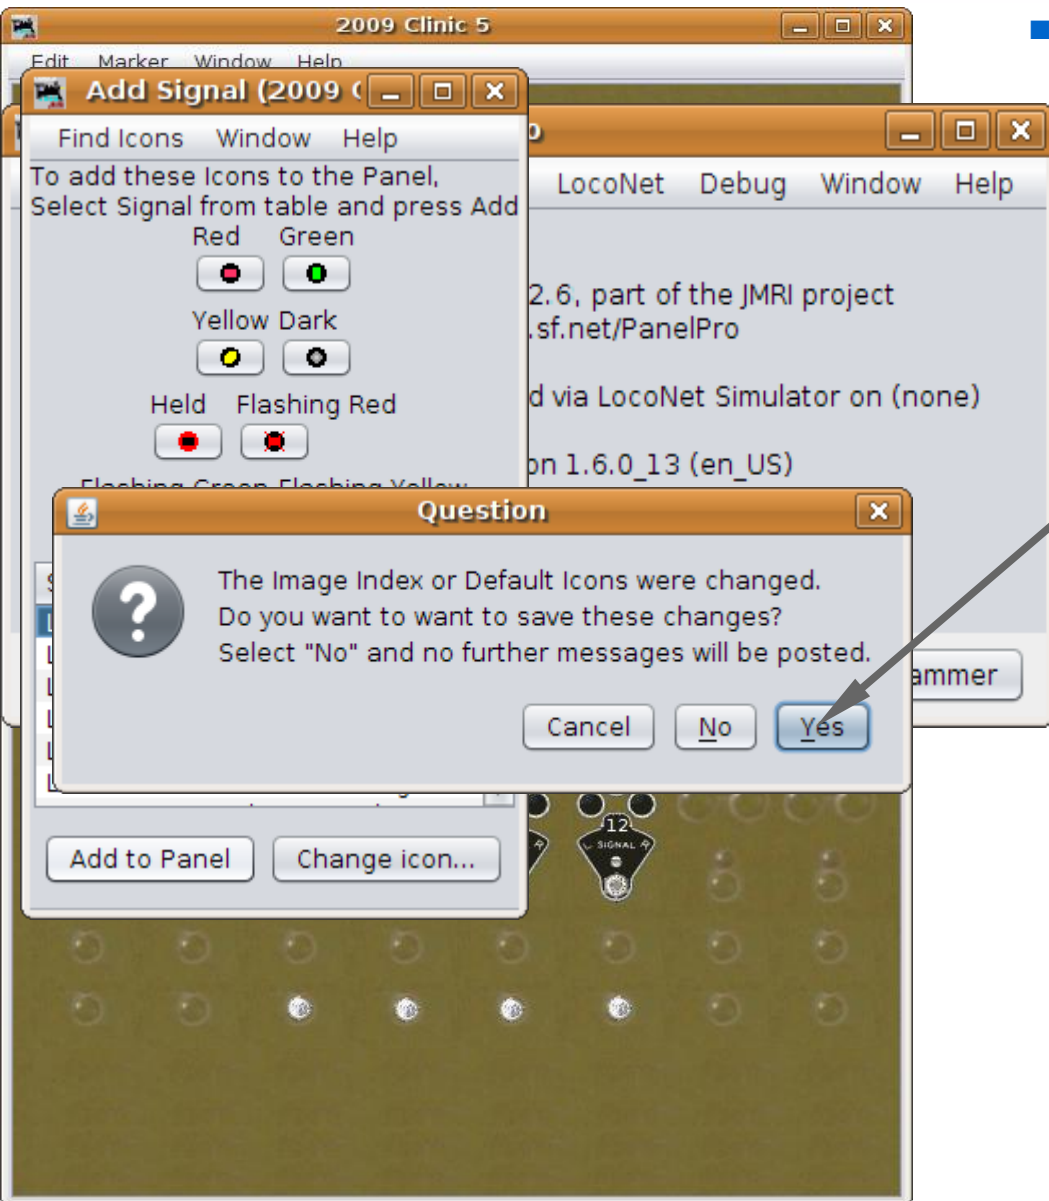 2009 Clinic 5
Edit Marker Window Help
Add Signal (2009
Find Icons Window Help
To add these Icons to the Panel,
Select Signal from table and press Add
Red Green
Yellow Dark
Held Flashing Red
Flashing Green Flashing Yellow
LocoNet Debug Window Help
2.6, part of the JMRI project
.sf.net/PanelPro
d via LocoNet Simulator on (none)
on 1.6.0_13 (en_US)
ammer
Question
The Image Index or Default Icons were changed.
Do you want to want to save these changes?
Select "No" and no further messages will be posted.
Cancel No Yes
Add to Panel Change icon...
12
L SIGNAL R